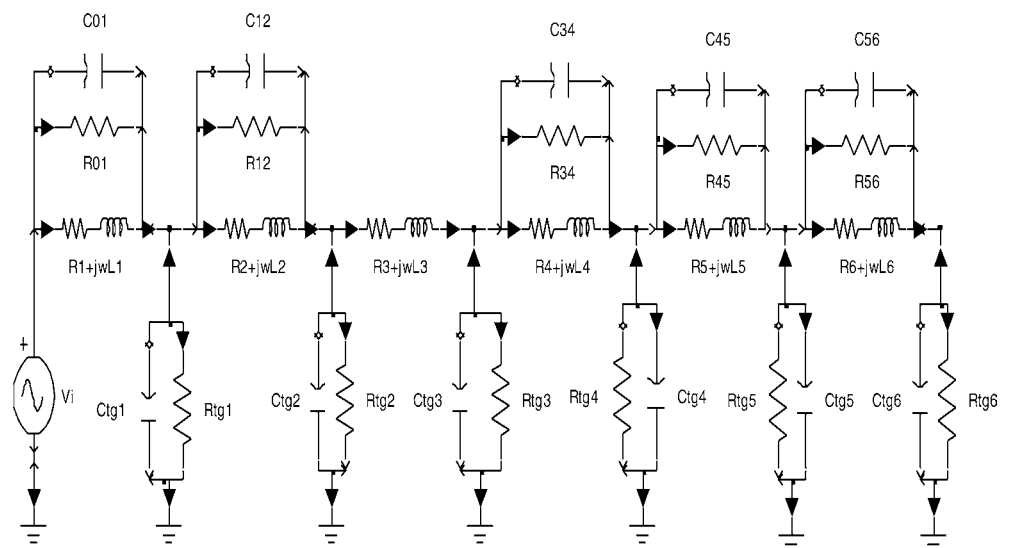 C01
C12
C34
C45
C56
R01
R12
R34
R45
R56
R1+jwL1
R2+jwL2
R3+jwL3
R4+jwL4
R5+jwL5
R6+jwL6
+
Vi
Ctg1
Rtg1
Ctg2
Rtg2
Ctg3
Rtg3
Rtg4
Ctg4
Rtg5
Ctg5
Ctg6
Rtg6